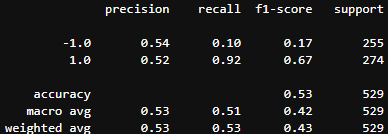 precision recall f1-score support
-1.0 0.54 0.10 0.17 255
1.0 0.52 0.92 0.67 274
accuracy 0.53 529
macro avg 0.53 0.51 0.42 529
weighted avg 0.53 0.53 0.43 529